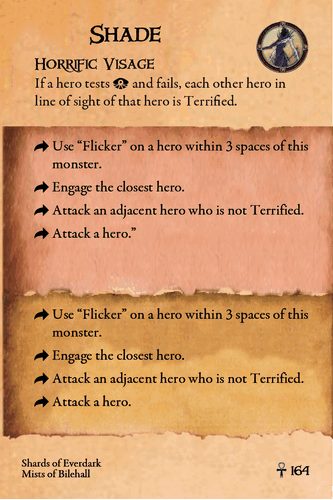 Shade
Horrific Visage
If a hero tests and fails, each other hero in
line of sight of that hero is Terrified.
Use “Flicker” on a hero within 3 spaces of this
monster.
Engage the closest hero.
Attack an adjacent hero who is not Terrified.
Attack a hero.”
Use “Flicker” on a hero within 3 spaces of this
monster.
Engage the closest hero.
Attack an adjacent hero who is not Terrified.
Attack a hero.
Shards of Everdark
Mists of Bilehall
164